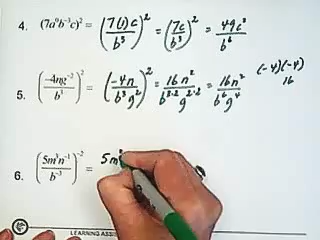 4. (7a⁰b⁻³c)² = (7(1)c / b³)² = (7c / b³)² = 49c² / b⁶
(-4)(-4)
16
5. (-4ng⁻² / b³)⁻² = (-4n / b³g²)² = 16n² / b³·²g²·² = 16n² / b⁶g⁴
6. (5m³n⁻¹ / b⁻³)⁻² = 5m
LEARNING ASSIS